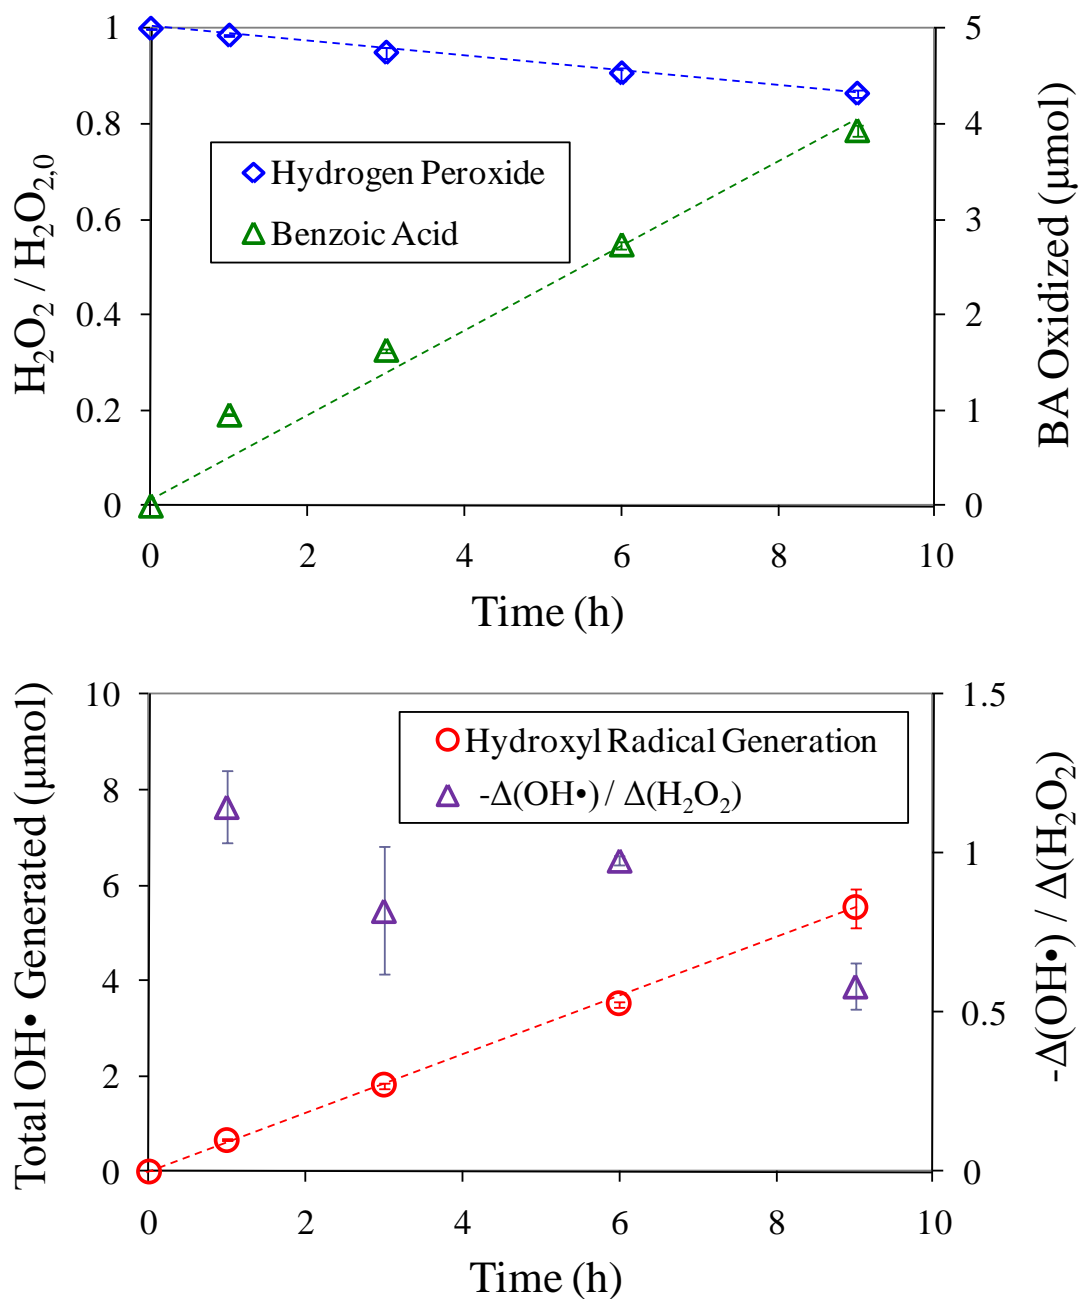 H₂O₂ / H₂O₂,₀
1
0.8
0.6
0.4
0.2
0
Hydrogen Peroxide
Benzoic Acid
5
4
3
2
1
0
BA Oxidized (μmol)
0 2 4 6 8 10
Time (h)
Total OH• Generated (μmol)
10
8
6
4
2
0
Hydroxyl Radical Generation
-Δ(OH•) / Δ(H₂O₂)
1.5
1
0.5
0
-Δ(OH•) / Δ(H₂O₂)
0 2 4 6 8 10
Time (h)